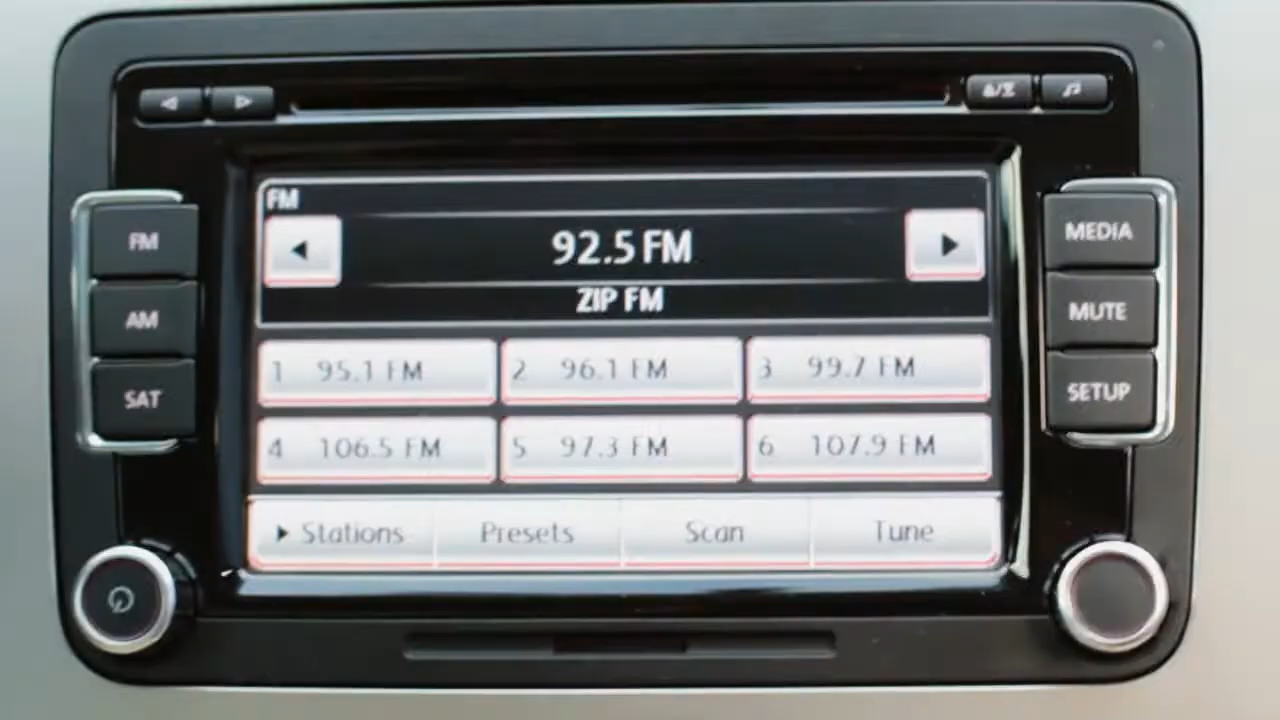 FM
FM
92.5 FM
ZIP FM
1 95.1 FM 2 96.1 FM 3 99.7 FM
4 106.5 FM 5 97.3 FM 6 107.9 FM
Stations Presets Scan Tune
AM
SAT
MEDIA
MUTE
SETUP